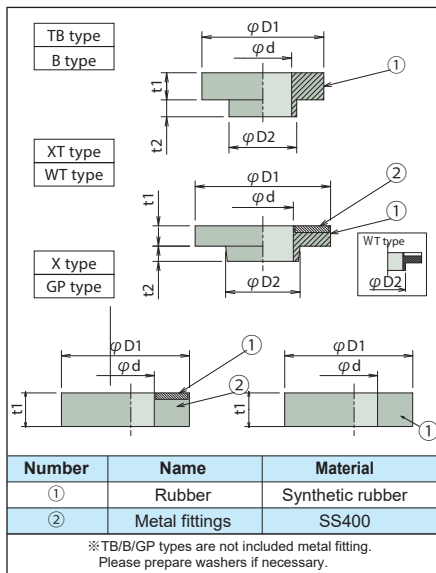 TB type
B type
φD1
φd
①
t1
t2
φD2
XT type
WT type
φD1
φd
②
①
t1
t2
φD2
WT type
φD2
X type
GP type
φD1
φd
①
②
t1
φD1
φd
t1
①
Number Name Material
① Rubber Synthetic rubber
② Metal fittings SS400
※TB/B/GP types are not included metal fitting.
Please prepare washers if necessary.